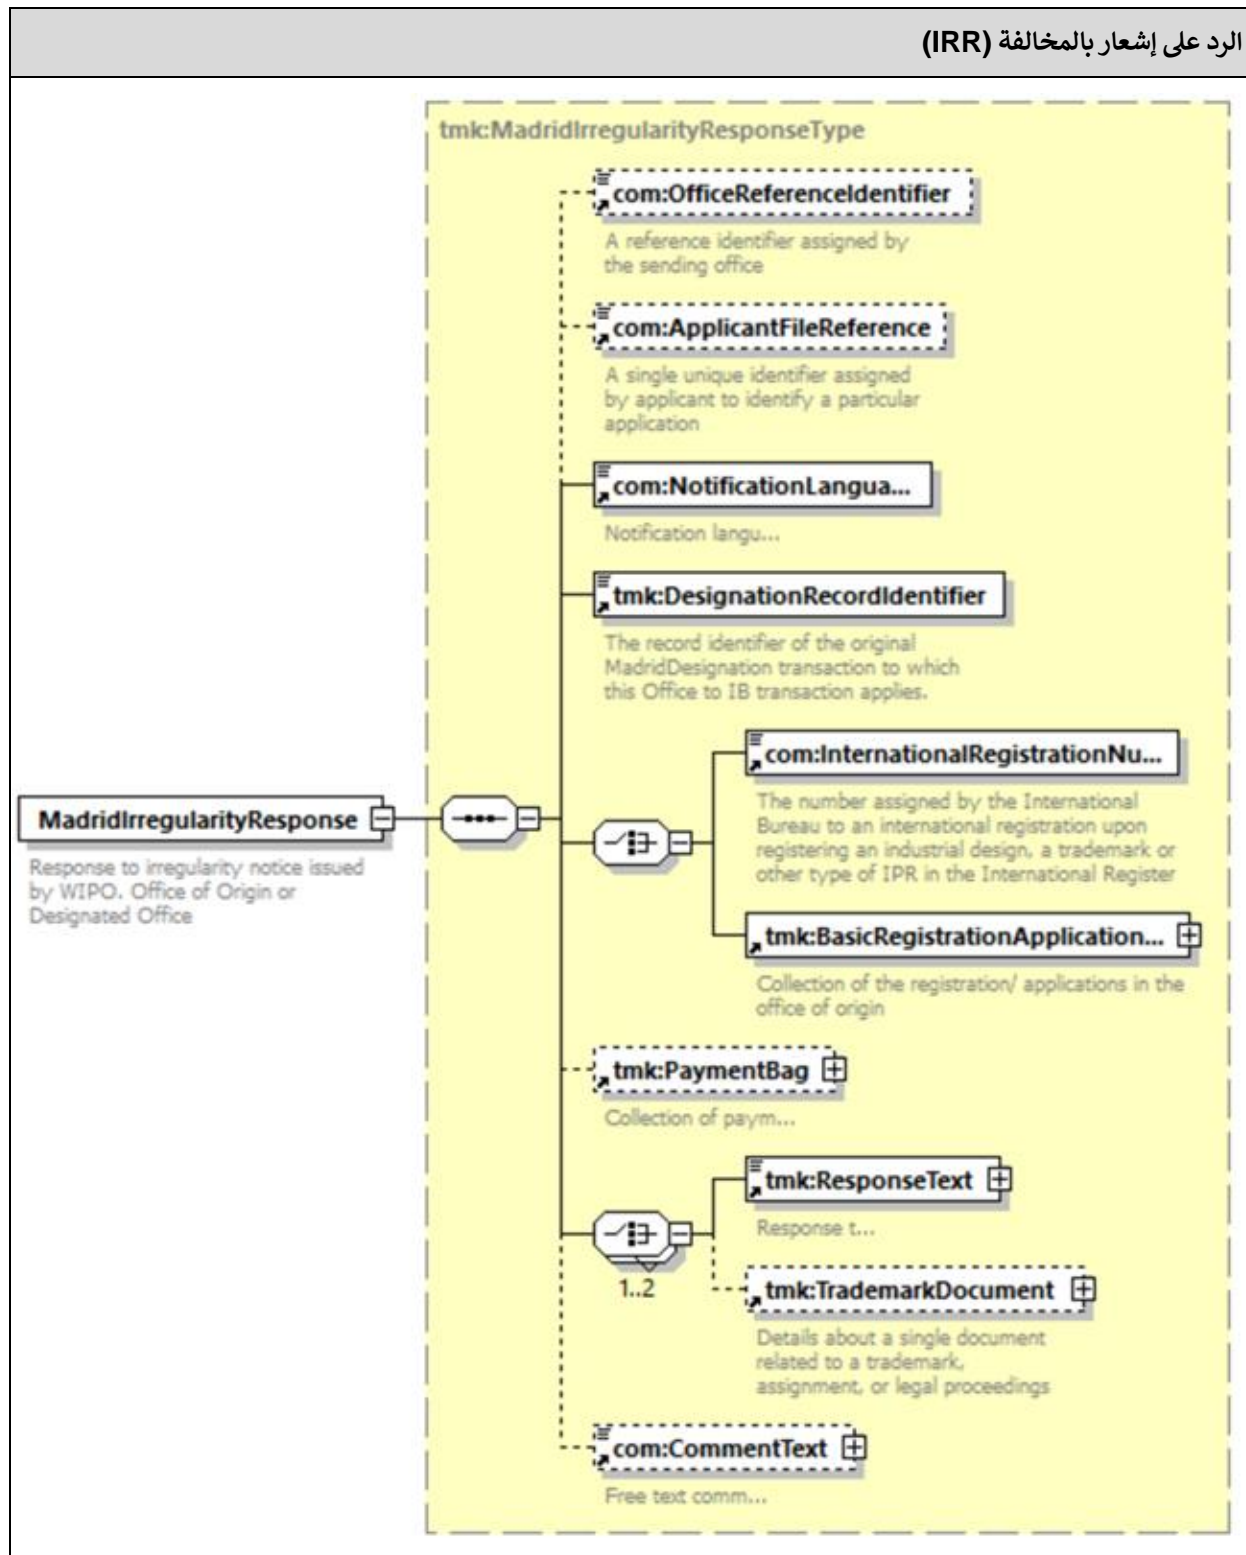 الرد على إشعار بالمخالفة (IRR)
tmk:MadridIrregularityResponseType
com:OfficeReferenceIdentifier
A reference identifier assigned by
the sending office
com:ApplicantFileReference
A single unique identifier assigned
by applicant to identify a particular
application
com:NotificationLangua...
Notification langu...
tmk:DesignationRecordIdentifier
The record identifier of the original
MadridDesignation transaction to which
this Office to IB transaction applies.
com:InternationalRegistrationNu...
The number assigned by the International
Bureau to an international registration upon
registering an industrial design, a trademark or
other type of IPR in the International Register
MadridIrregularityResponse
Response to irregularity notice issued
by WIPO. Office of Origin or
Designated Office
tmk:BasicRegistrationApplication...
Collection of the registration/ applications in the
office of origin
tmk:PaymentBag
Collection of paym...
tmk:ResponseText
Response t...
1..2
tmk:TrademarkDocument
Details about a single document
related to a trademark,
assignment, or legal proceedings
com:CommentText
Free text comm...